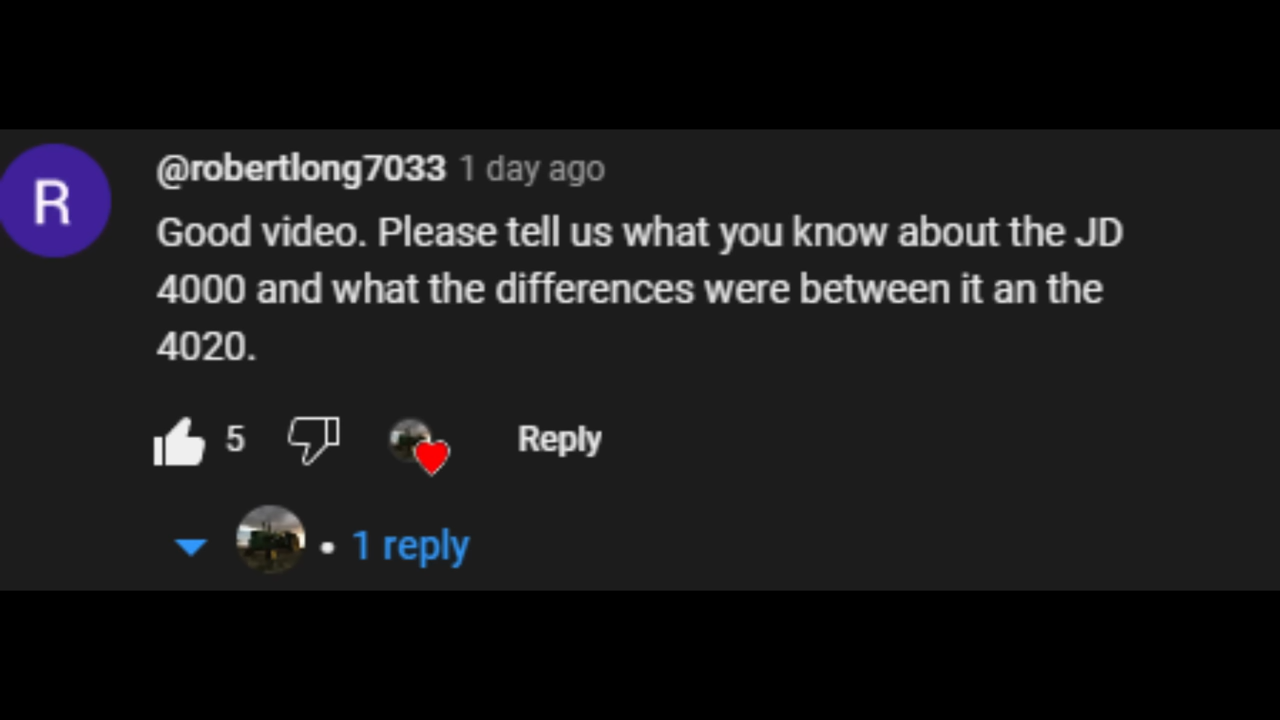 R
@robertlong7033 1 day ago
Good video. Please tell us what you know about the JD
4000 and what the differences were between it an the
4020.
5 Reply
• 1 reply